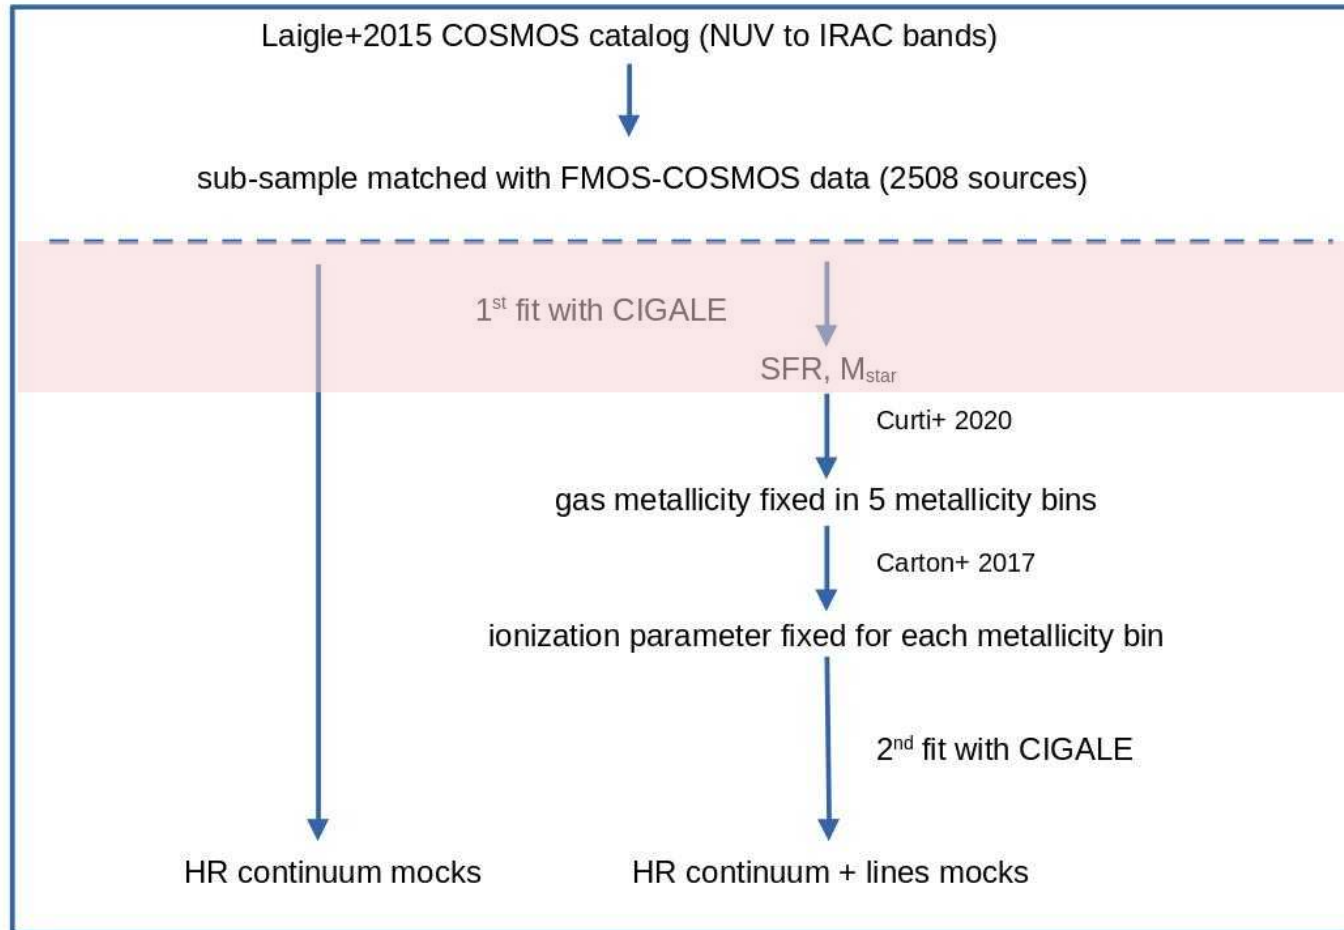 Laigle+2015 COSMOS catalog (NUV to IRAC bands)
sub-sample matched with FMOS-COSMOS data (2508 sources)
1st fit with CIGALE
SFR, Mstar
Curti+ 2020
gas metallicity fixed in 5 metallicity bins
Carton+ 2017
ionization parameter fixed for each metallicity bin
2nd fit with CIGALE
HR continuum mocks
HR continuum + lines mocks